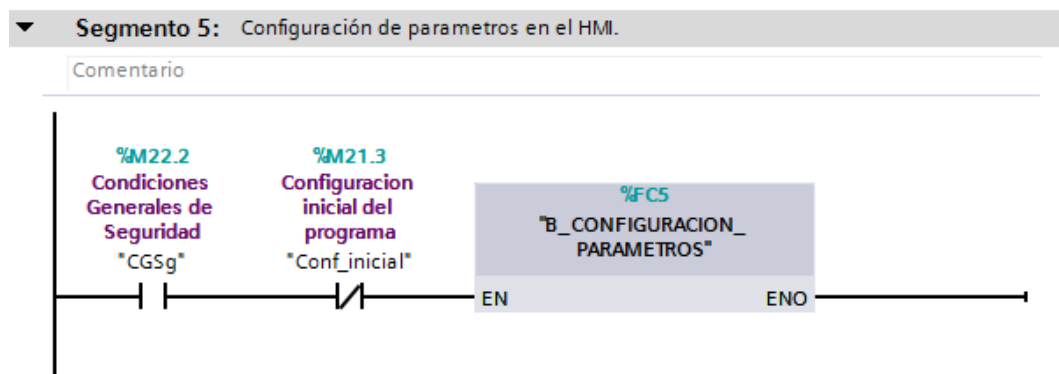 Segmento 5: Configuración de parametros en el HMI.
Comentario
%M22.2
Condiciones
Generales de
Seguridad
"CGSg"
%M21.3
Configuracion
inicial del
programa
"Conf_inicial"
%FC5
"B_CONFIGURACION_
PARAMETROS"
EN ENO